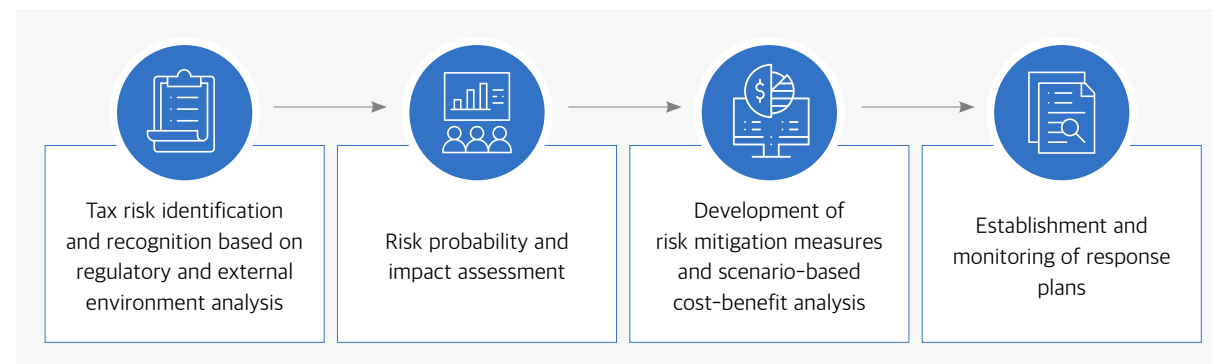 Tax risk identification
and recognition based on
regulatory and external
environment analysis
Risk probability and
impact assessment
Development of
risk mitigation measures
and scenario-based
cost-benefit analysis
Establishment and
monitoring of response
plans